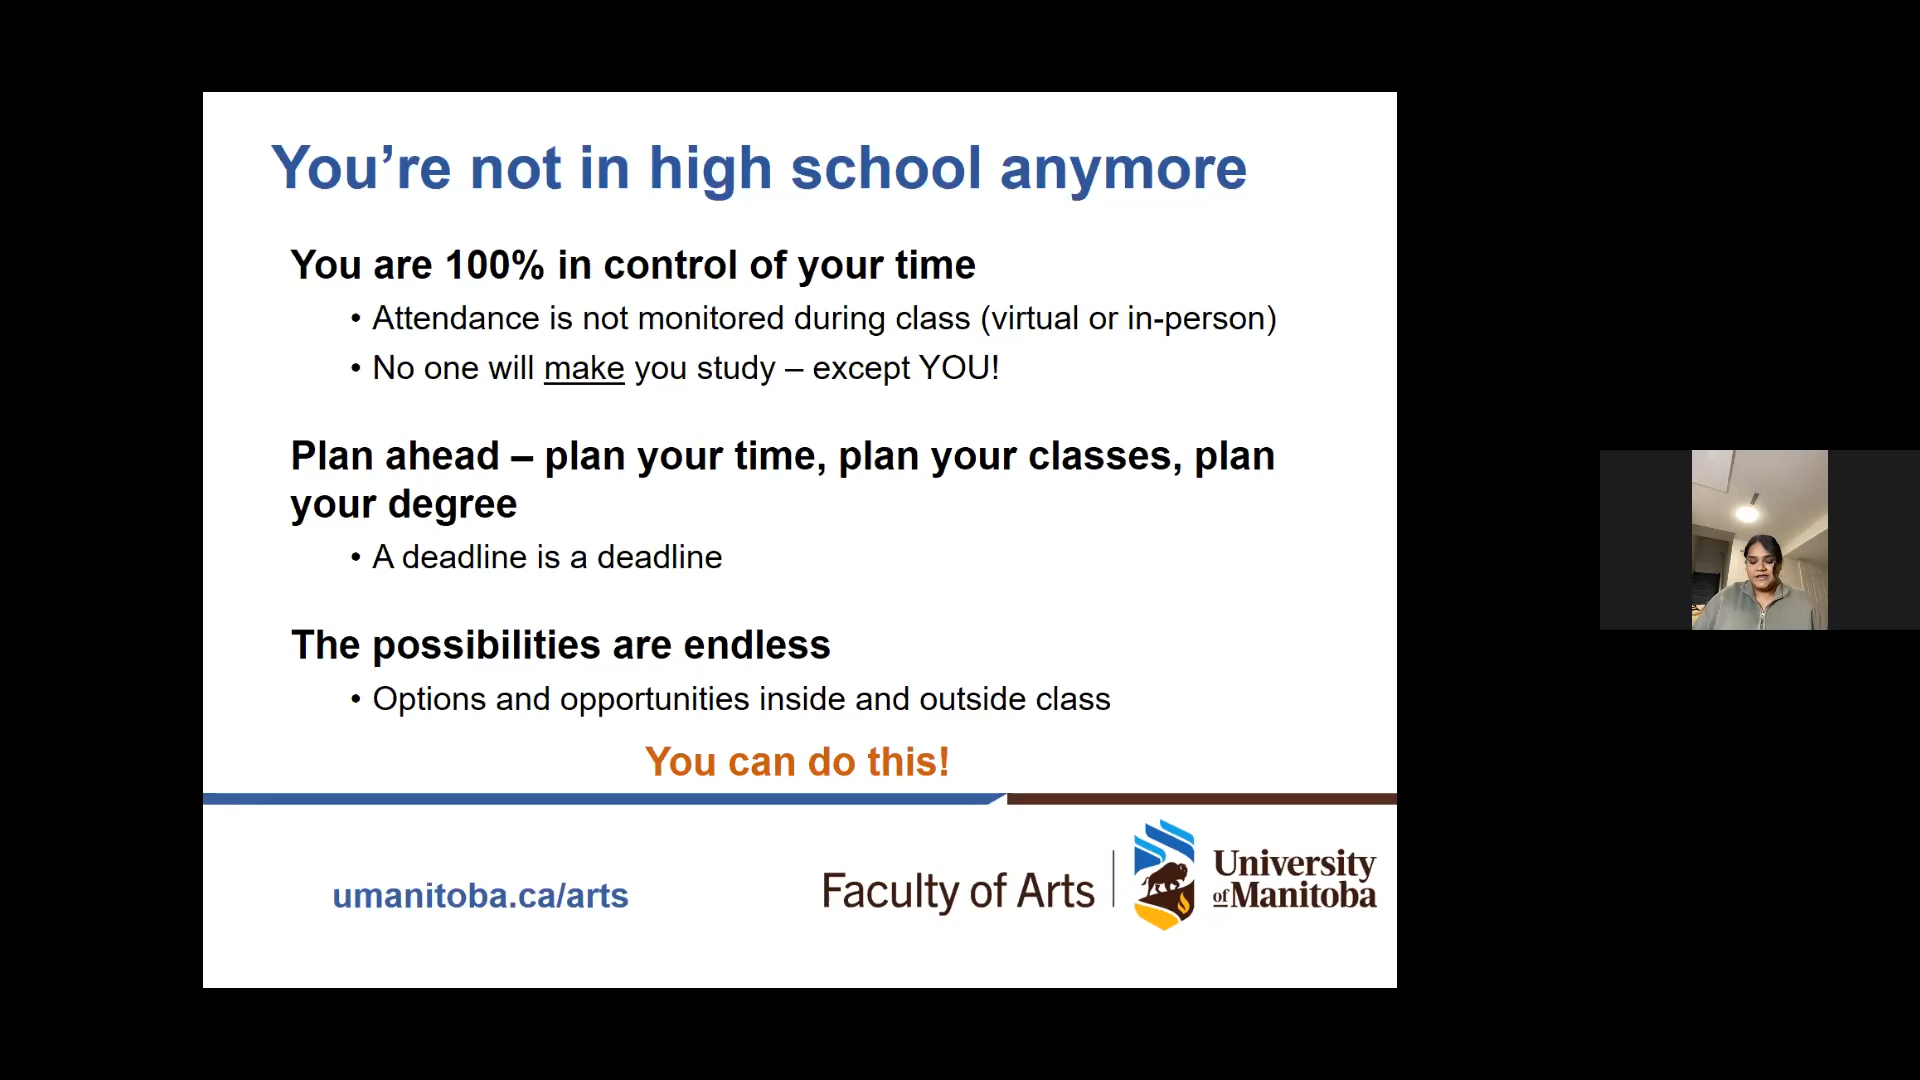 You’re not in high school anymore
You are 100% in control of your time
• Attendance is not monitored during class (virtual or in-person)
• No one will make you study – except YOU!
Plan ahead – plan your time, plan your classes, plan
your degree
• A deadline is a deadline
The possibilities are endless
• Options and opportunities inside and outside class
You can do this!
umanitoba.ca/arts
Faculty of Arts
University
of Manitoba